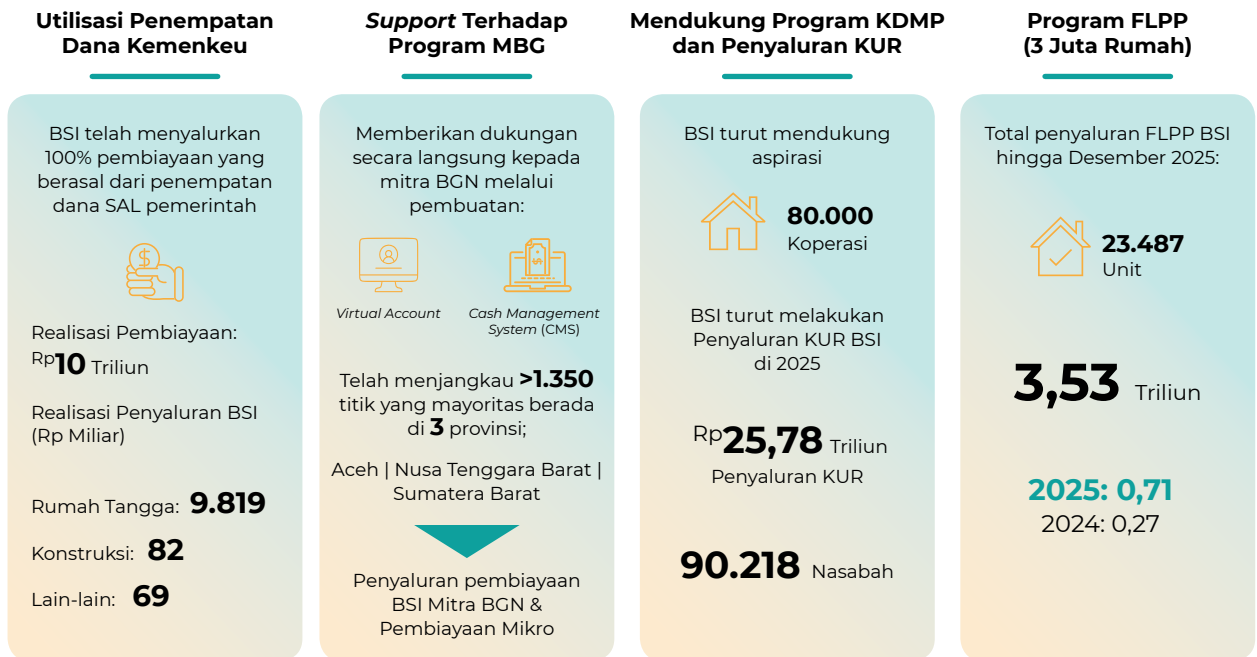 Utilisasi Penempatan
Dana Kemenkeu
BSI telah menyalurkan
100% pembiayaan yang
berasal dari penempatan
dana SAL pemerintah
$
Realisasi Pembiayaan:
Rp10 Triliun
Realisasi Penyaluran BSI
(Rp Miliar)
Rumah Tangga: 9.819
Konstruksi: 82
Lain-lain: 69
Support Terhadap
Program MBG
Memberikan dukungan
secara langsung kepada
mitra BGN melalui
pembuatan:
Virtual Account
$
Cash Management
System (CMS)
Telah menjangkau >1.350
titik yang mayoritas berada
di 3 provinsi;
Aceh | Nusa Tenggara Barat |
Sumatera Barat
Penyaluran pembiayaan
BSI Mitra BGN &
Pembiayaan Mikro
Mendukung Program KDMP
dan Penyaluran KUR
BSI turut mendukung
aspirasi
80.000
Koperasi
BSI turut melakukan
Penyaluran KUR BSI
di 2025
Rp25,78 Triliun
Penyaluran KUR
90.218 Nasabah
Program FLPP
(3 Juta Rumah)
Total penyaluran FLPP BSI
hingga Desember 2025:
23.487
Unit
3,53 Triliun
2025: 0,71
2024: 0,27